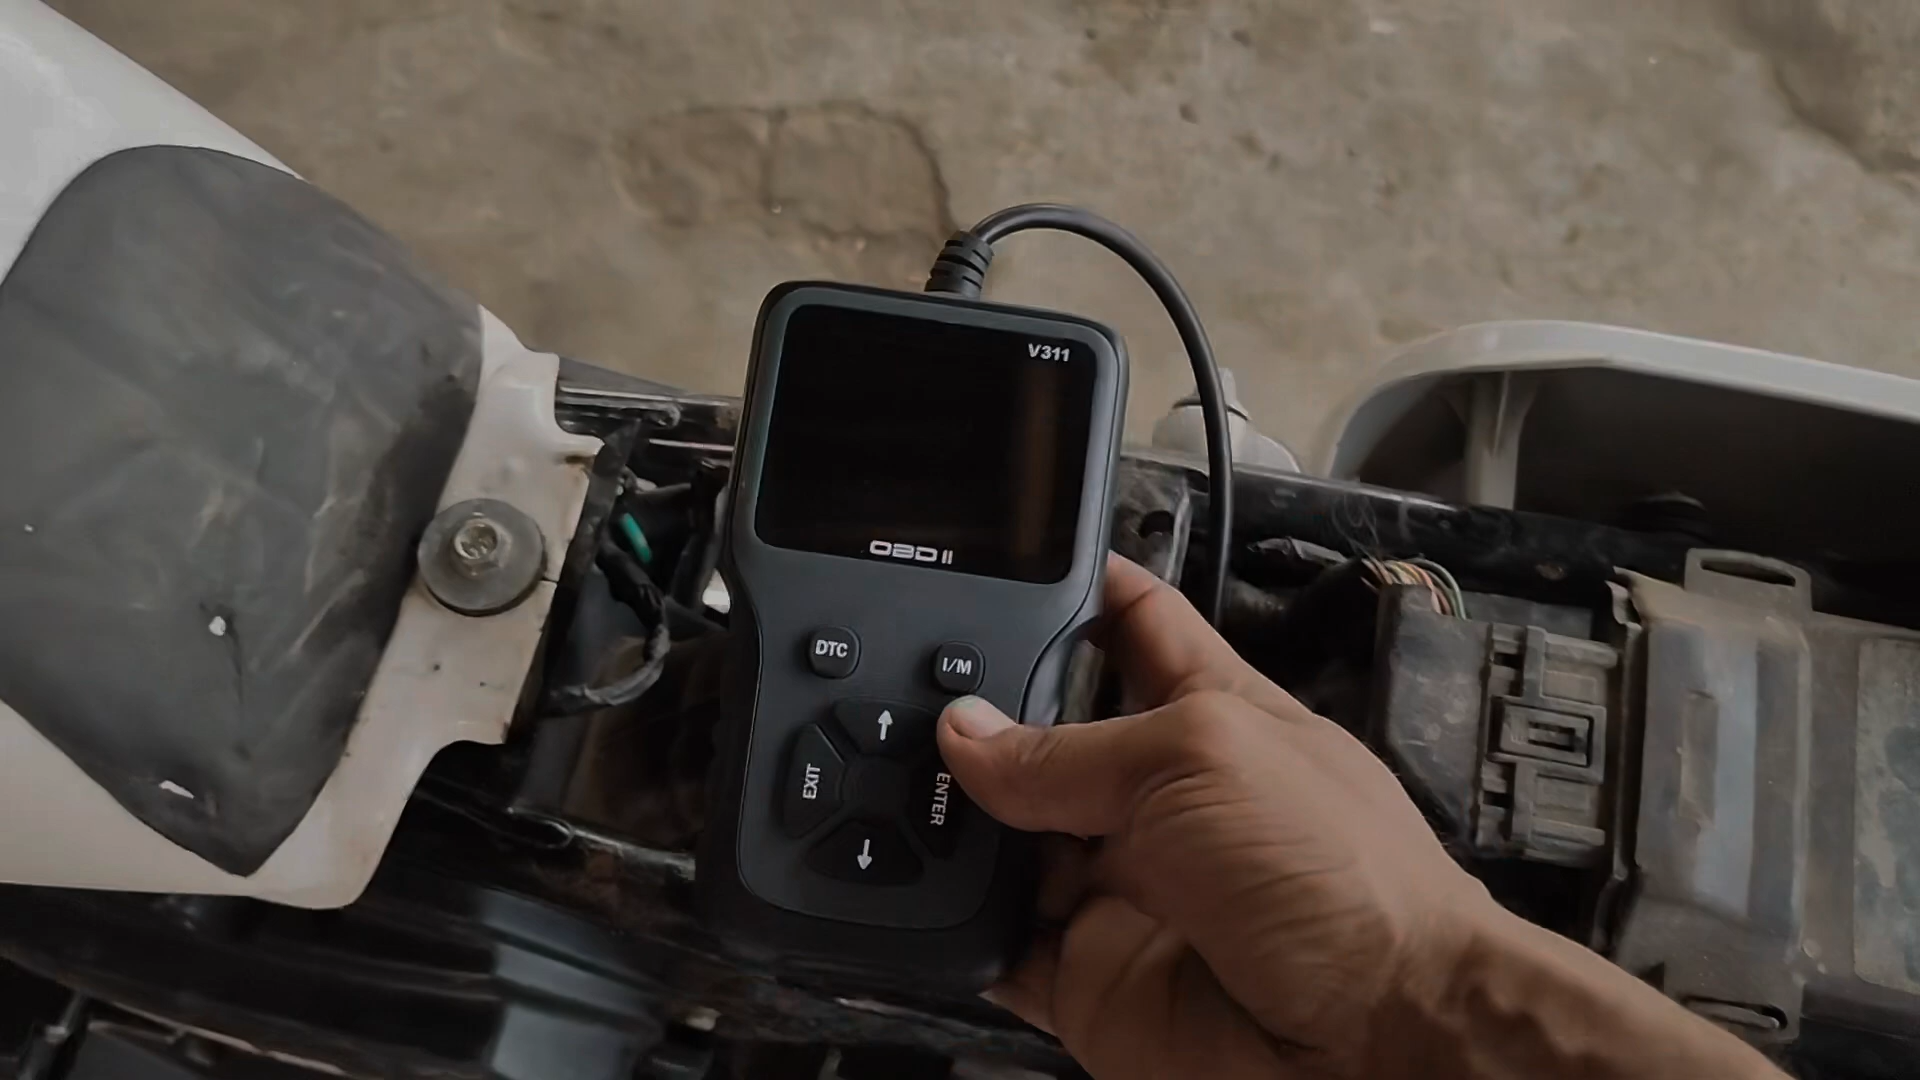 V311
OBD II
DTC
I/M
EXIT
ENTER